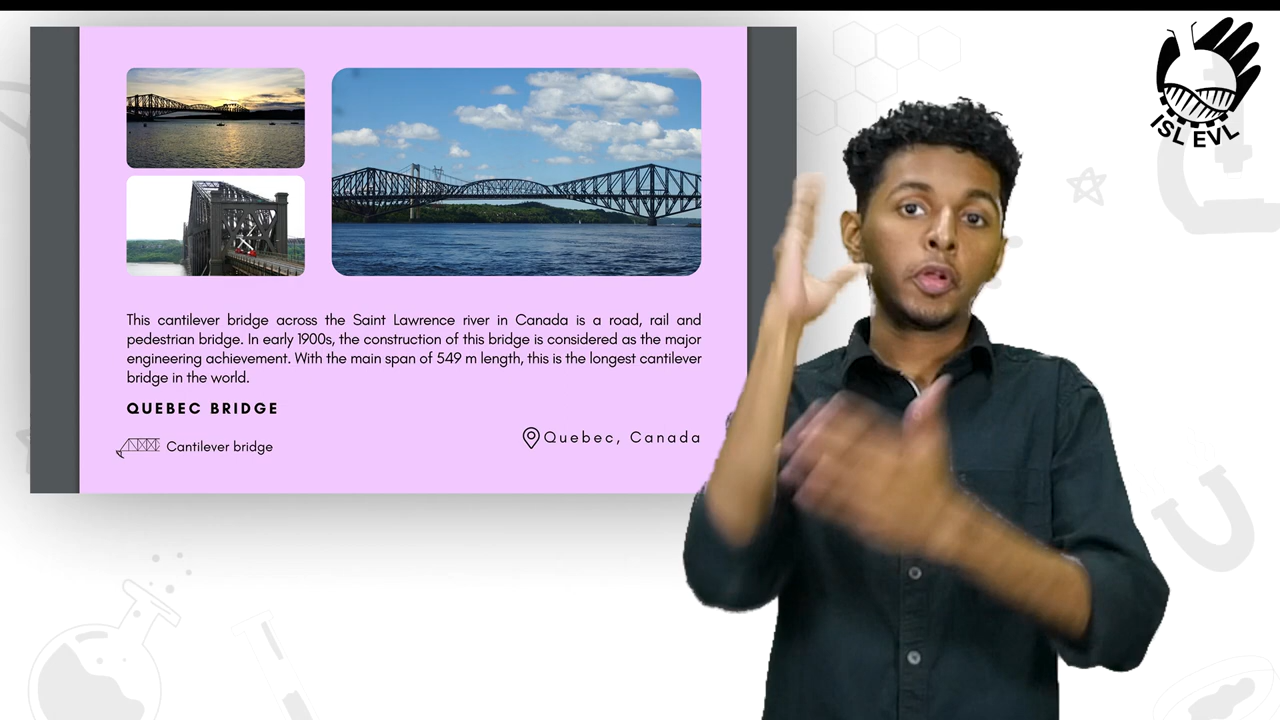 ISL EVL
This cantilever bridge across the Saint Lawrence river in Canada is a road, rail and
pedestrian bridge. In early 1900s, the construction of this bridge is considered as the major
engineering achievement. With the main span of 549 m length, this is the longest cantilever
bridge in the world.
QUEBEC BRIDGE
Cantilever bridge
Quebec, Canada